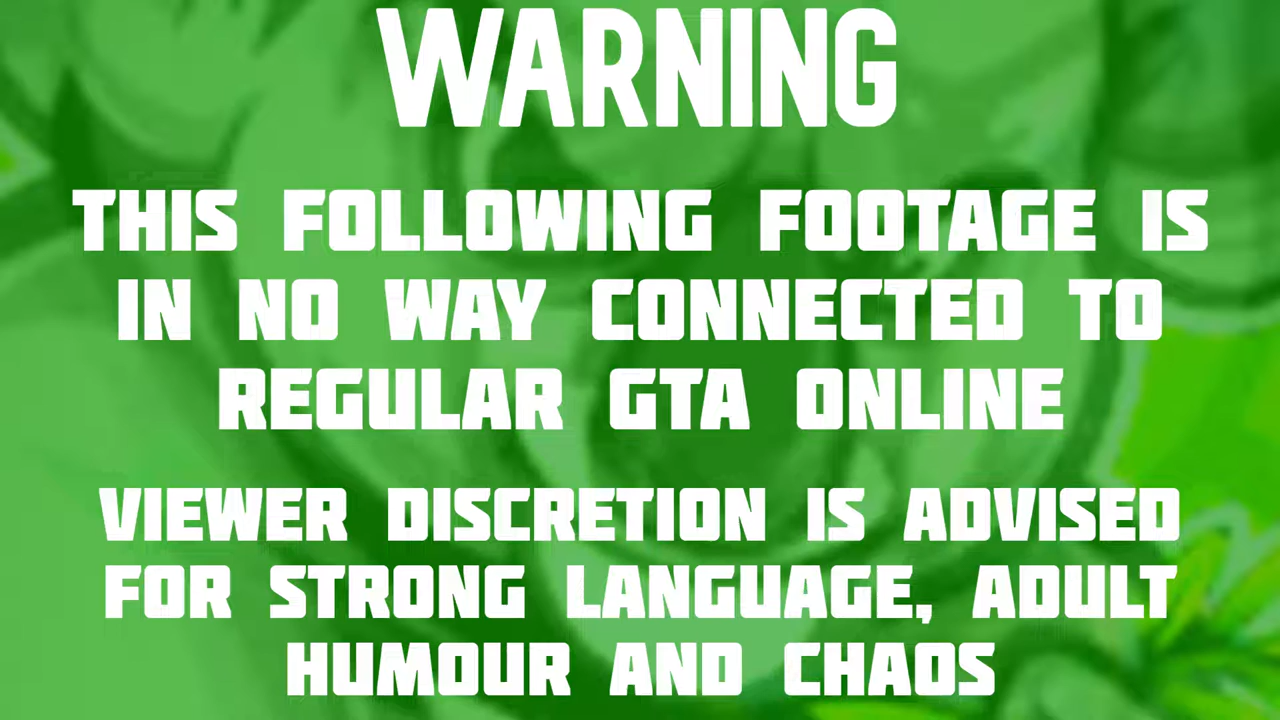 WARNING
THIS FOLLOWING FOOTAGE IS
IN NO WAY CONNECTED TO
REGULAR GTA ONLINE
VIEWER DISCRETION IS ADVISED
FOR STRONG LANGUAGE, ADULT
HUMOUR AND CHAOS